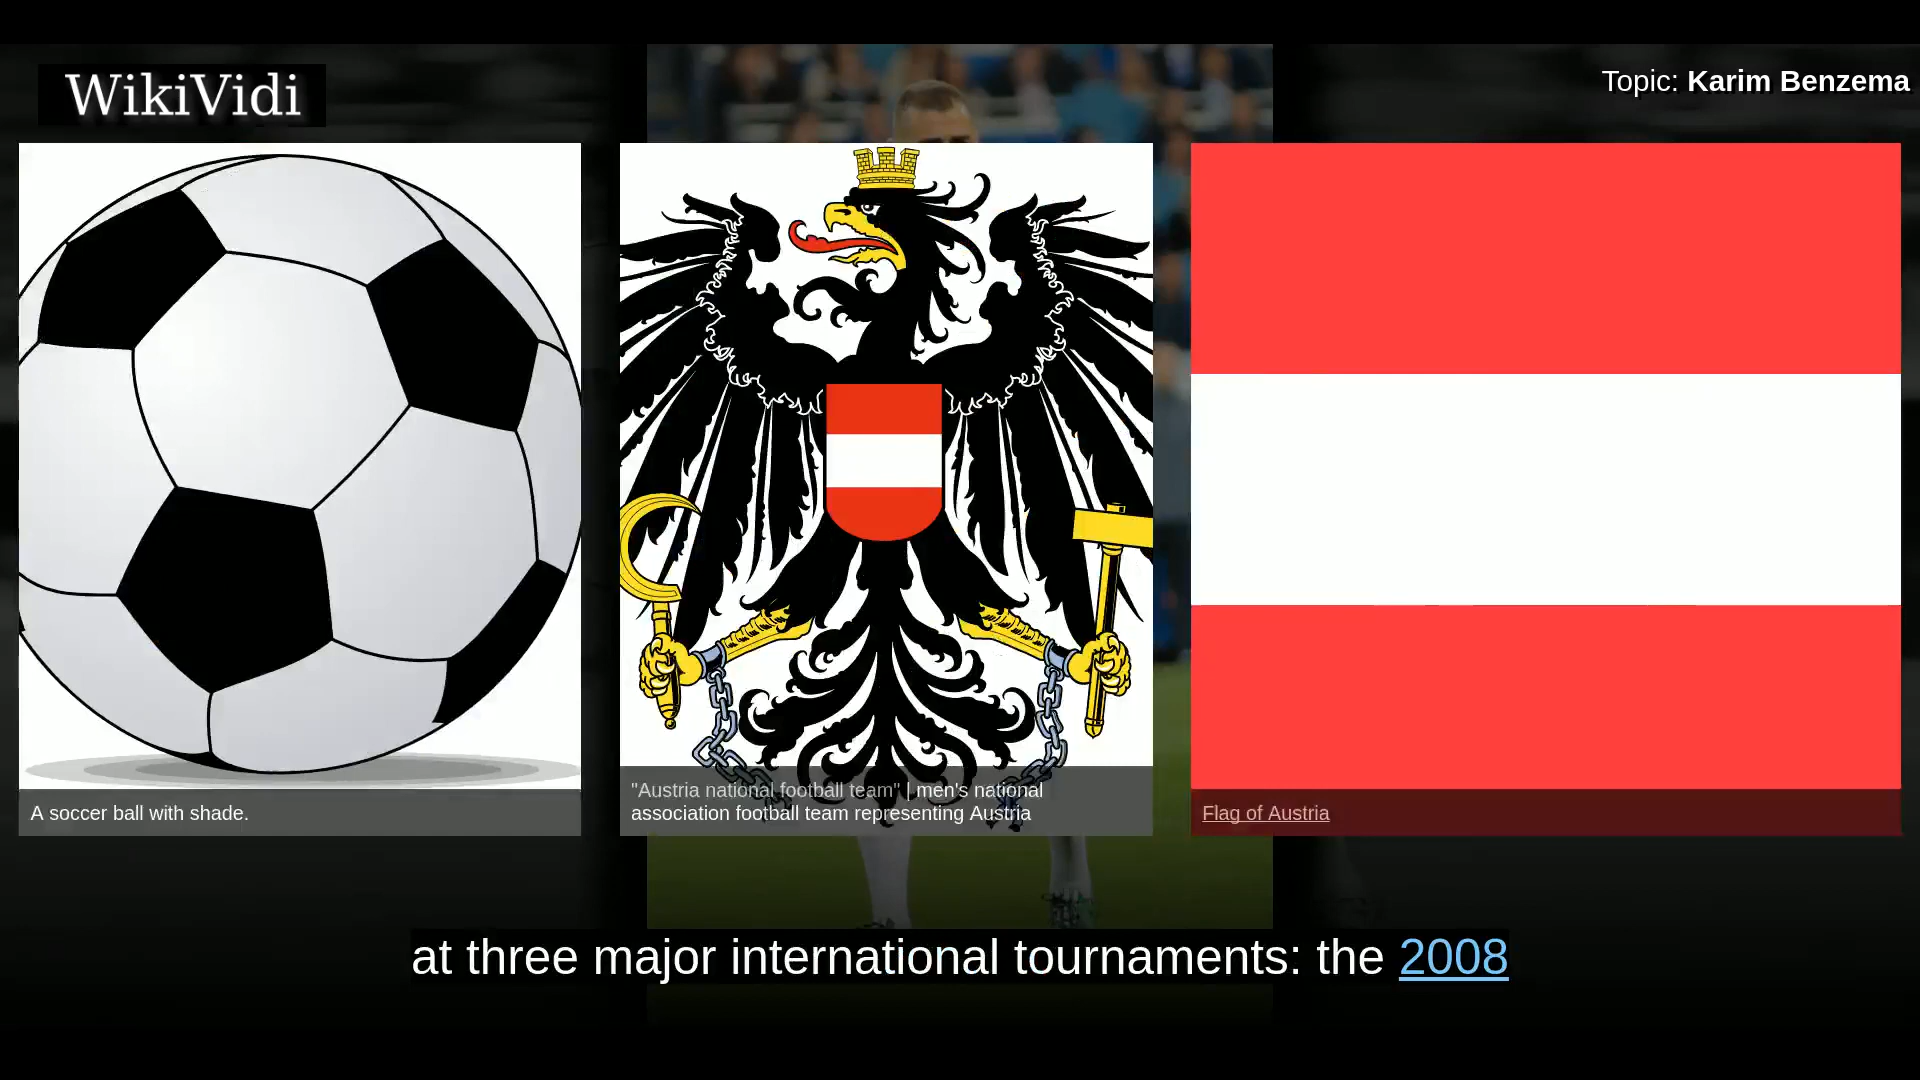 WikiVidi
Topic: Karim Benzema
A soccer ball with shade.
"Austria national football team" | men's national
association football team representing Austria
Flag of Austria
at three major international tournaments: the 2008